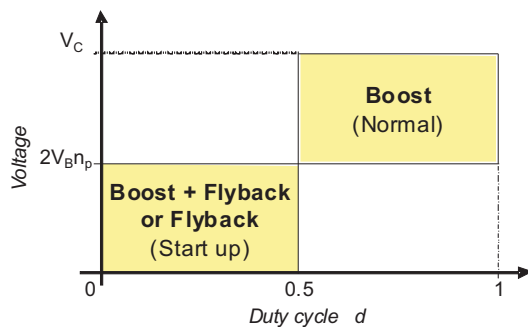 V_C
Voltage
2V_Bn_p
Boost
(Normal)
Boost + Flyback
or Flyback
(Start up)
0
0.5
1
Duty cycle d